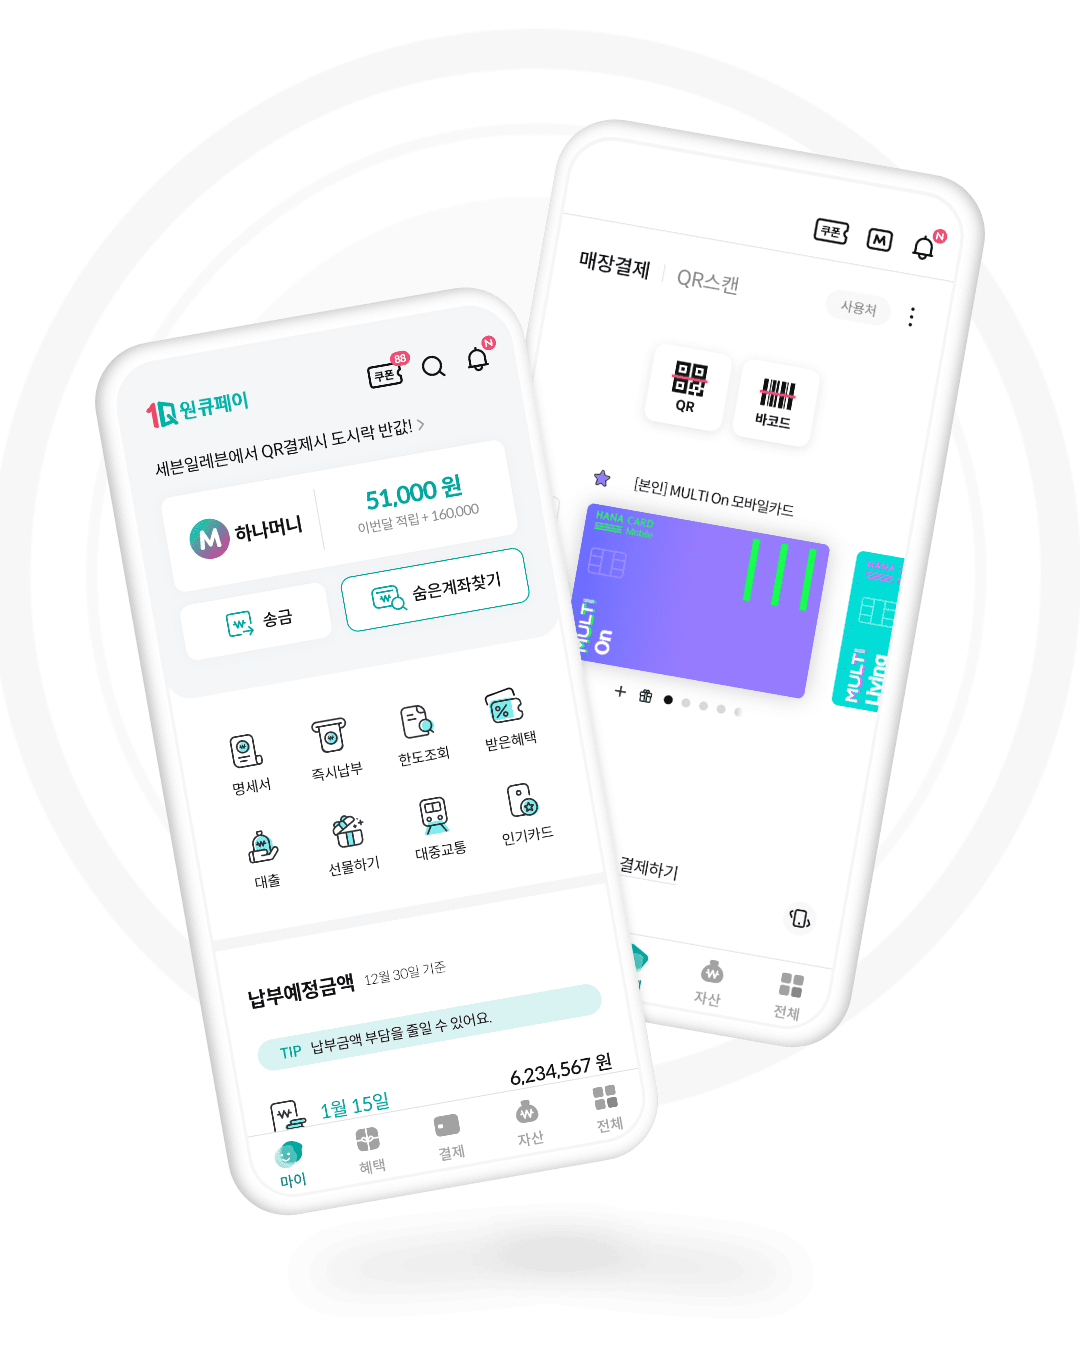 쿠폰 88
N
1Q 원큐페이
세븐일레븐에서 QR결제시 도시락 반값! >
M 하나머니
51,000 원
이번달 적립 + 160,000
송금
숨은계좌찾기
명세서
즉시납부
한도조회
받은혜택
대출
선물하기
대중교통
인기카드
납부예정금액 12월 30일 기준
TIP 납부금액 부담을 줄일 수 있어요.
1월 15일
6,234,567 원
마이
혜택
결제
자산
전체
쿠폰
M
N
매장결제 | QR스캔
사용처
QR
바코드
[본인] MULTI On 모바일카드
HANA CARD
Mobile
MULTI
On
HANA
MULTI
Living
결제하기
자산
전체